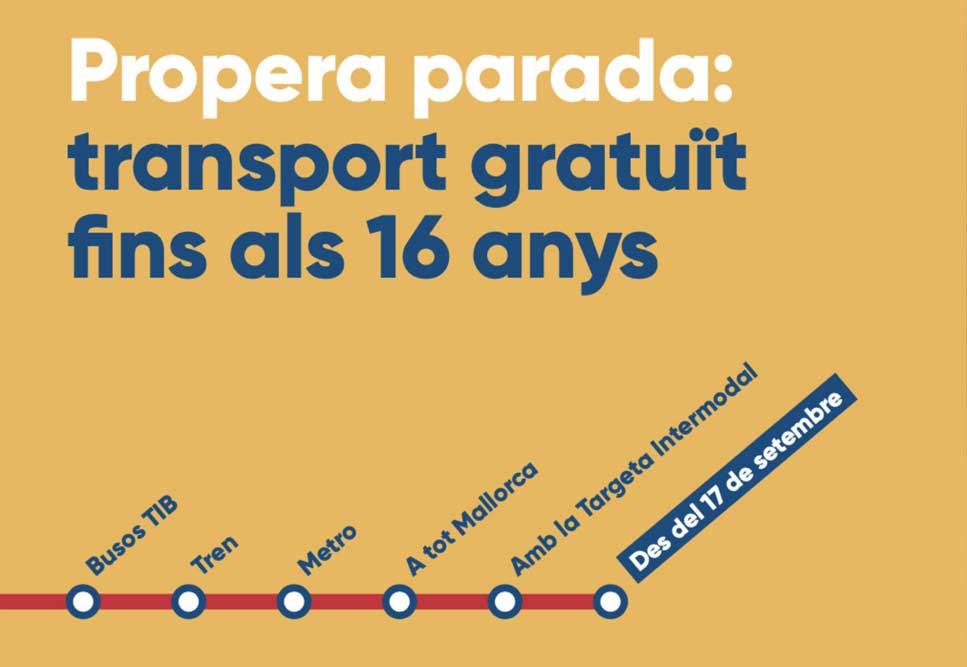 Propera parada:
transport gratuït
fins als 16 anys
Busos TIB
Tren
Metro
A tot Mallorca
Amb la Targeta Intermodal
Des del 17 de setembre